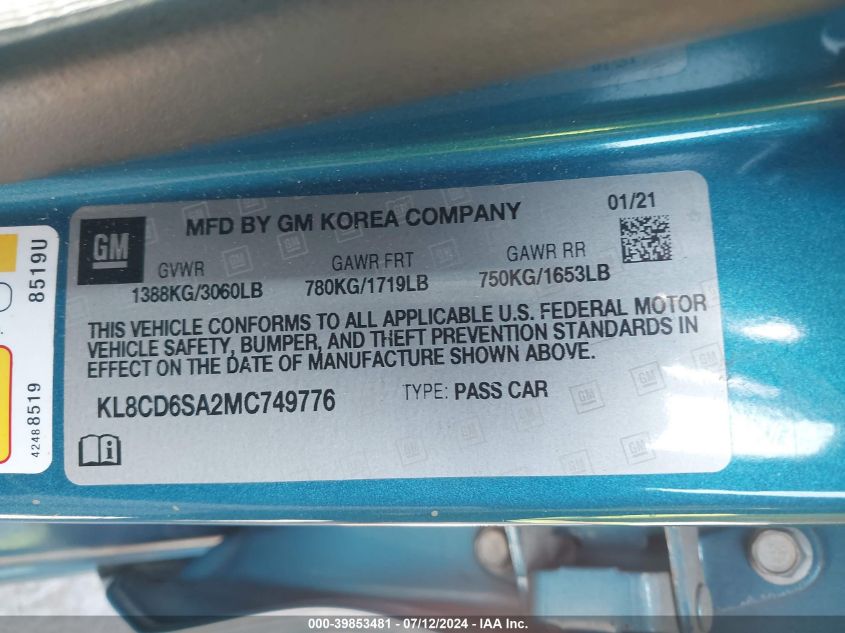 GM
MFD BY GM KOREA COMPANY
01/21
GVWR
GAWR FRT
GAWR RR
1388KG/3060LB
780KG/1719LB
750KG/1653LB
THIS VEHICLE CONFORMS TO ALL APPLICABLE U.S. FEDERAL MOTOR
VEHICLE SAFETY, BUMPER, AND THEFT PREVENTION STANDARDS IN
EFFECT ON THE DATE OF MANUFACTURE SHOWN ABOVE.
KL8CD6SA2MC749776
TYPE: PASS CAR
8519U
42488519
000-39853481 - 07/12/2024 - IAA Inc.